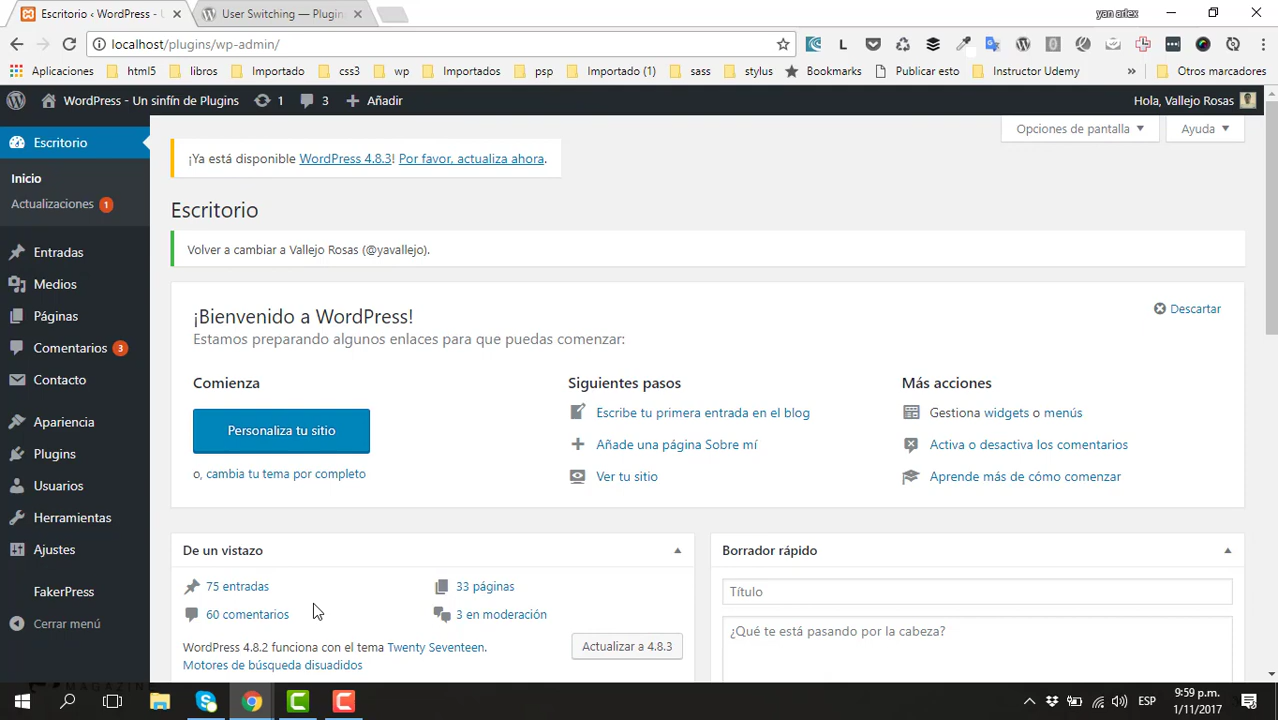 Escritorio ‹ WordPress -
User Switching — Plugin
yan arlex
localhost/plugins/wp-admin/
Aplicaciones html5 libros Importado css3 wp Importados psp Importado (1) sass stylus Bookmarks Publicar esto Instructor Udemy » Otros marcadores
WordPress - Un sinfín de Plugins 1 3 Añadir Hola, Vallejo Rosas
Opciones de pantalla Ayuda
Escritorio
Inicio
Actualizaciones 1
Entradas
Medios
Páginas
Comentarios 3
Contacto
Apariencia
Plugins
Usuarios
Herramientas
Ajustes
FakerPress
Cerrar menú
¡Ya está disponible WordPress 4.8.3! Por favor, actualiza ahora.
Escritorio
Volver a cambiar a Vallejo Rosas (@yavallejo).
¡Bienvenido a WordPress!
Descartar
Estamos preparando algunos enlaces para que puedas comenzar:
Comienza
Personaliza tu sitio
o, cambia tu tema por completo
Siguientes pasos
Escribe tu primera entrada en el blog
Añade una página Sobre mí
Ver tu sitio
Más acciones
Gestiona widgets o menús
Activa o desactiva los comentarios
Aprende más de cómo comenzar
De un vistazo
75 entradas 33 páginas
60 comentarios 3 en moderación
WordPress 4.8.2 funciona con el tema Twenty Seventeen.
Actualizar a 4.8.3
Motores de búsqueda disuadidos
Borrador rápido
Título
¿Qué te está pasando por la cabeza?
MAGAZINE
ESP
9:59 p.m.
1/11/2017